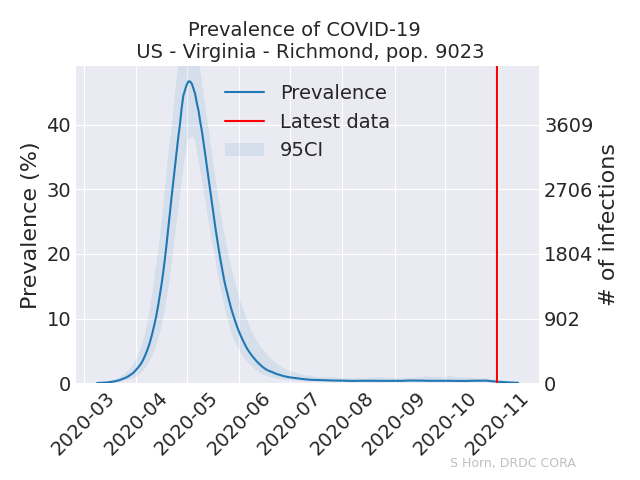 Prevalence of COVID-19
US - Virginia - Richmond, pop. 9023
Prevalence
Latest data
95CI
Prevalence (%)
40
30
20
10
0
3609
2706
1804
902
0
# of infections
2020-03
2020-04
2020-05
2020-06
2020-07
2020-08
2020-09
2020-10
2020-11
S Horn, DRDC CORA